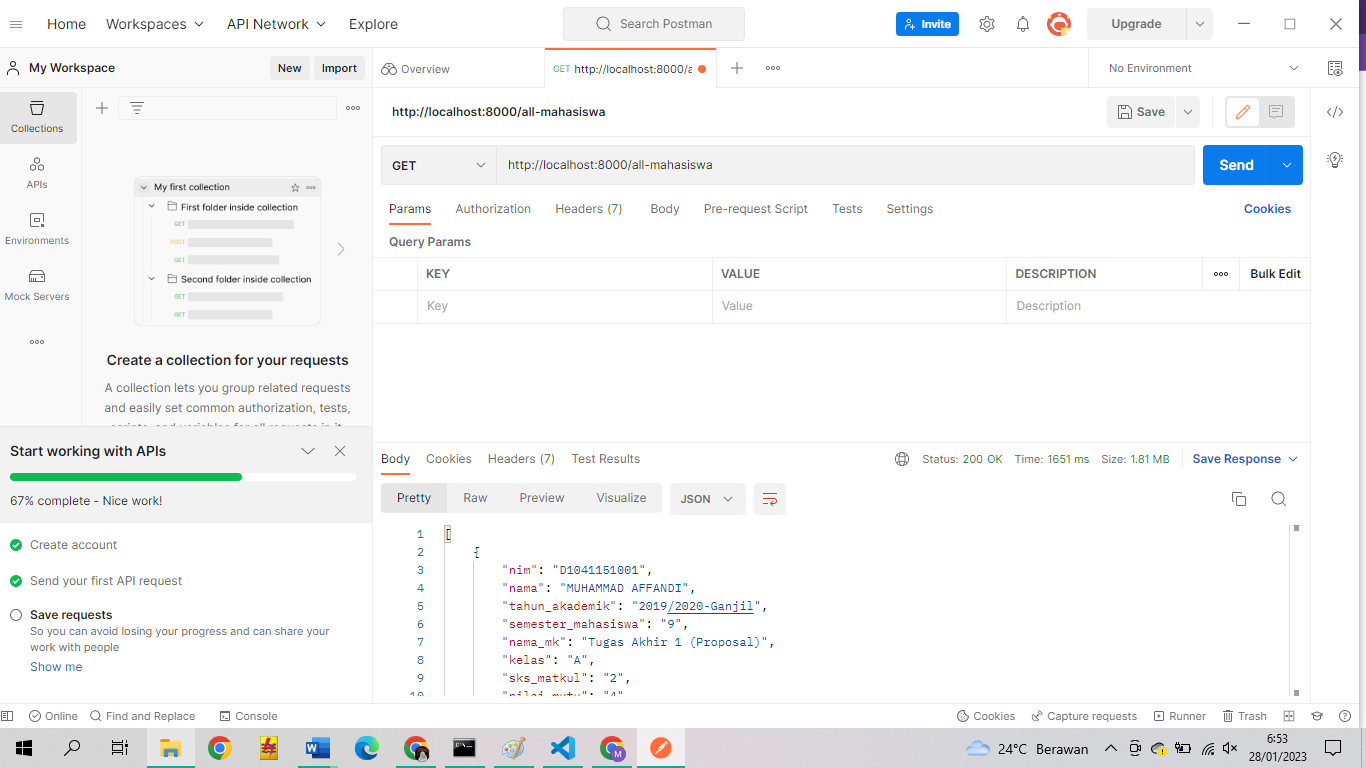 Home Workspaces API Network Explore Search Postman Invite Upgrade
My Workspace New Import Overview GET http://localhost:8000/a No Environment
Collections
APIs
Environments
Mock Servers
My first collection
First folder inside collection
GET
POST
GET
Second folder inside collection
GET
GET
Create a collection for your requests
A collection lets you group related requests
and easily set common authorization, tests,
scripts, and variables for all requests in it.
Start working with APIs
67% complete - Nice work!
Create account
Send your first API request
Save requests
So you can avoid losing your progress and can share your
work with people
Show me
http://localhost:8000/all-mahasiswa Save
GET http://localhost:8000/all-mahasiswa Send
Params Authorization Headers (7) Body Pre-request Script Tests Settings Cookies
Query Params
KEY VALUE DESCRIPTION Bulk Edit
Key Value Description
Body Cookies Headers (7) Test Results Status: 200 OK Time: 1651 ms Size: 1.81 MB Save Response
Pretty Raw Preview Visualize JSON
1 [
2 {
3 "nim": "D1041151001",
4 "nama": "MUHAMMAD AFFANDI",
5 "tahun_akademik": "2019/2020-Ganjil",
6 "semester_mahasiswa": "9",
7 "nama_mk": "Tugas Akhir 1 (Proposal)",
8 "kelas": "A",
9 "sks_matkul": "2",
10 "nilai_mutu": "4"
Online Find and Replace Console Cookies Capture requests Runner Trash
24°C Berawan 6:53
28/01/2023